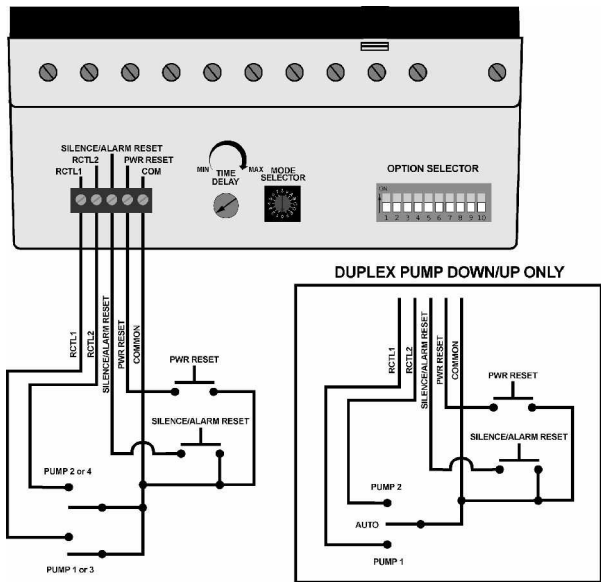 SILENCE/ALARM RESET
RCTL2
PWR RESET
RCTL1
COM
MIN
MAX
TIME
DELAY
MODE
SELECTOR
OPTION SELECTOR
ON
1 2 3 4 5 6 7 8 9 10
RCTL1
RCTL2
SILENCE/ALARM RESET
PWR RESET
COMMON
PWR RESET
SILENCE/ALARM RESET
PUMP 2 or 4
PUMP 1 or 3
DUPLEX PUMP DOWN/UP ONLY
RCTL1
RCTL2
SILENCE/ALARM RESET
PWR RESET
COMMON
PWR RESET
SILENCE/ALARM RESET
PUMP 2
AUTO
PUMP 1